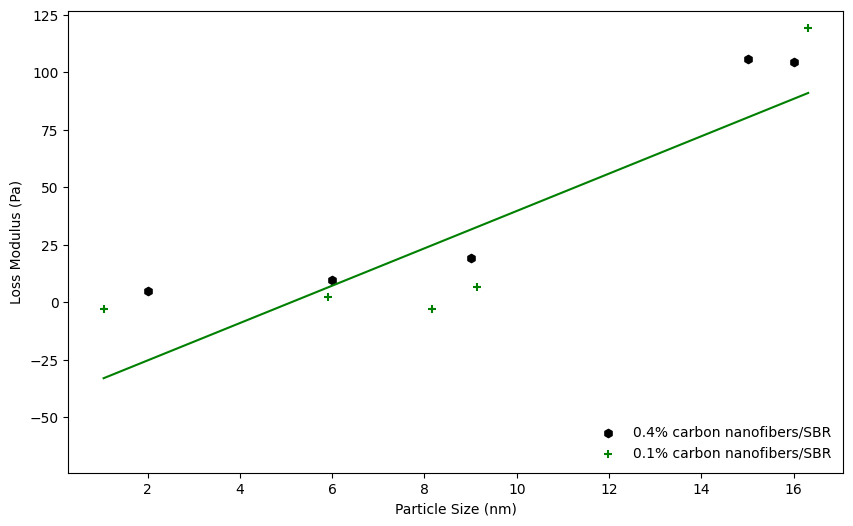 125
100
75
50
25
0
−25
−50
Loss Modulus (Pa)
0.4% carbon nanofibers/SBR
0.1% carbon nanofibers/SBR
2 4 6 8 10 12 14 16
Particle Size (nm)